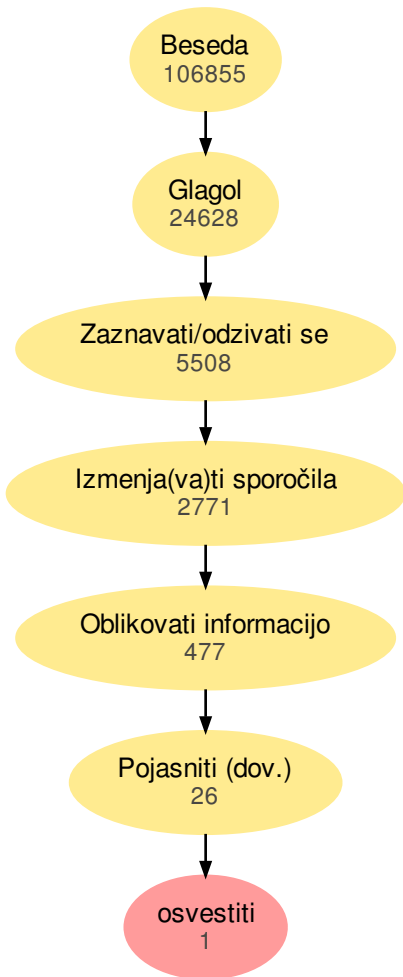 Beseda
106855
Glagol
24628
Zaznavati/odzivati se
5508
Izmenja(va)ti sporočila
2771
Oblikovati informacijo
477
Pojasniti (dov.)
26
osvestiti
1